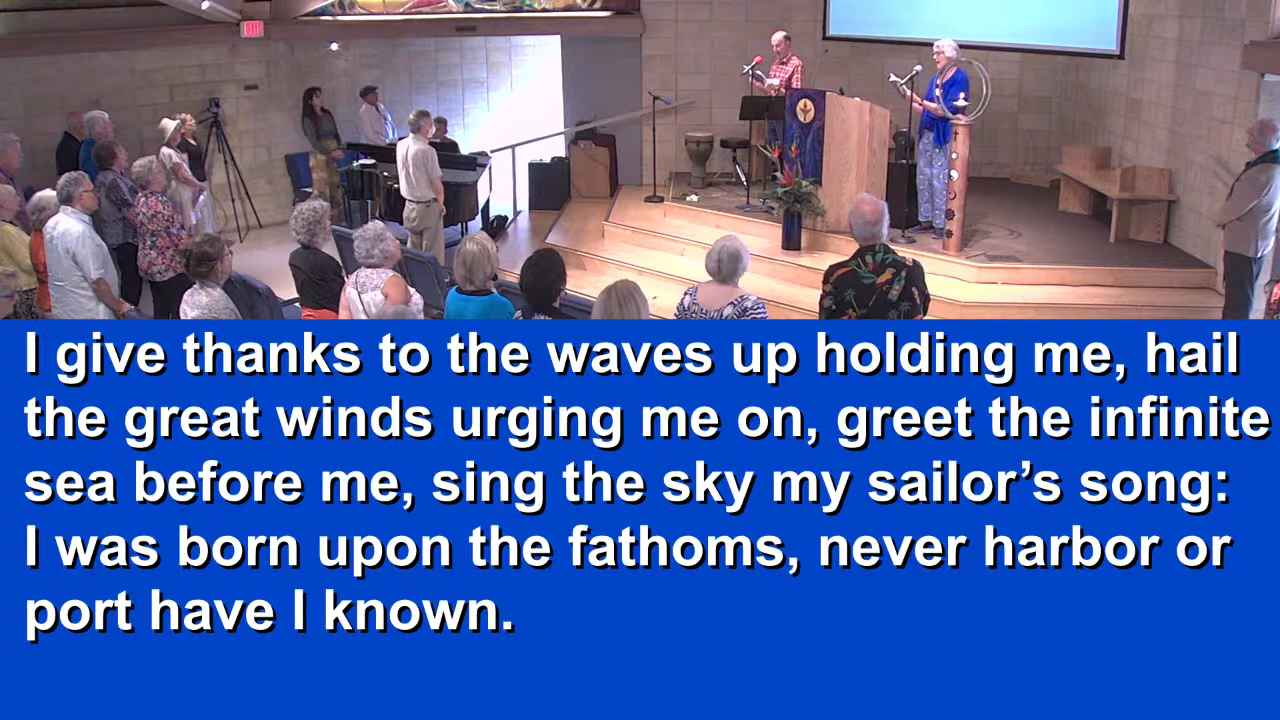 EXIT
I give thanks to the waves up holding me, hail
the great winds urging me on, greet the infinite
sea before me, sing the sky my sailor’s song:
I was born upon the fathoms, never harbor or
port have I known.